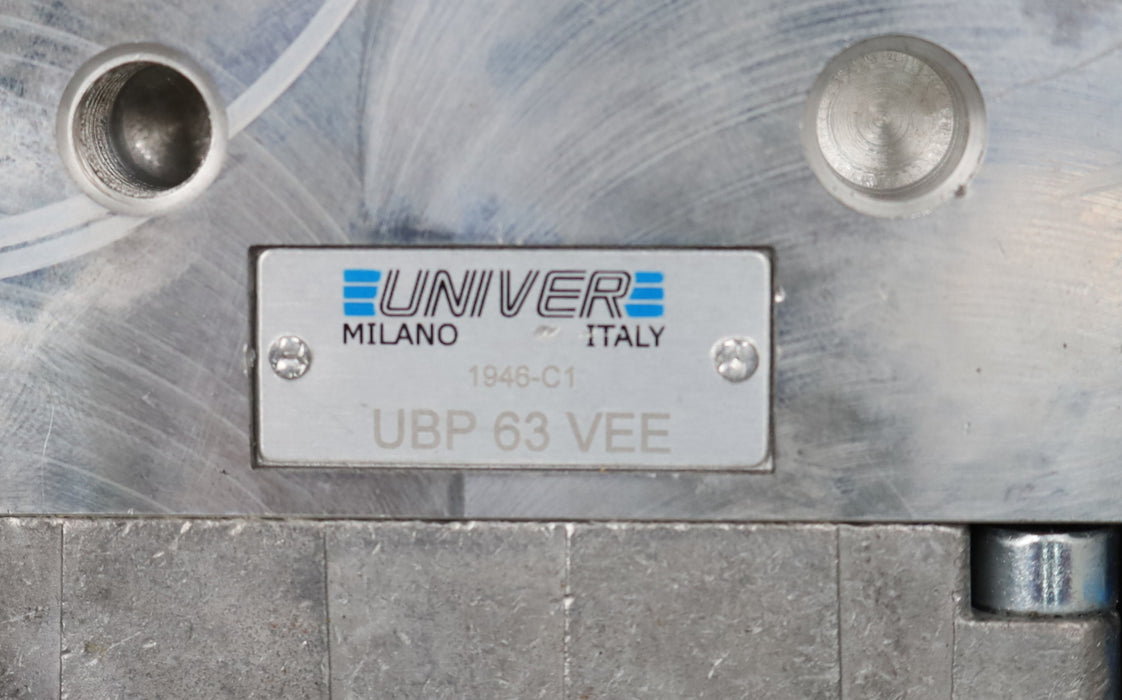 UNIVER
MILANO ITALY
1946-C1
UBP 63 VEE